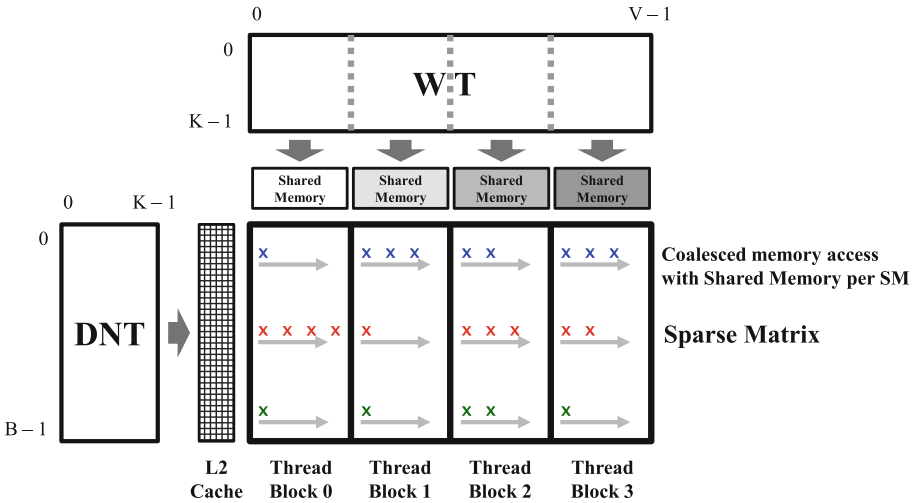 0 V – 1
0
W T
K – 1
Shared Memory
Shared Memory
Shared Memory
Shared Memory
0 K – 1
0
DNT
B – 1
x x x x x x x x x
Coalesced memory access
with Shared Memory per SM
x x x x x x x x x x
Sparse Matrix
x x x x x
L2
Cache
Thread
Block 0
Thread
Block 1
Thread
Block 2
Thread
Block 3